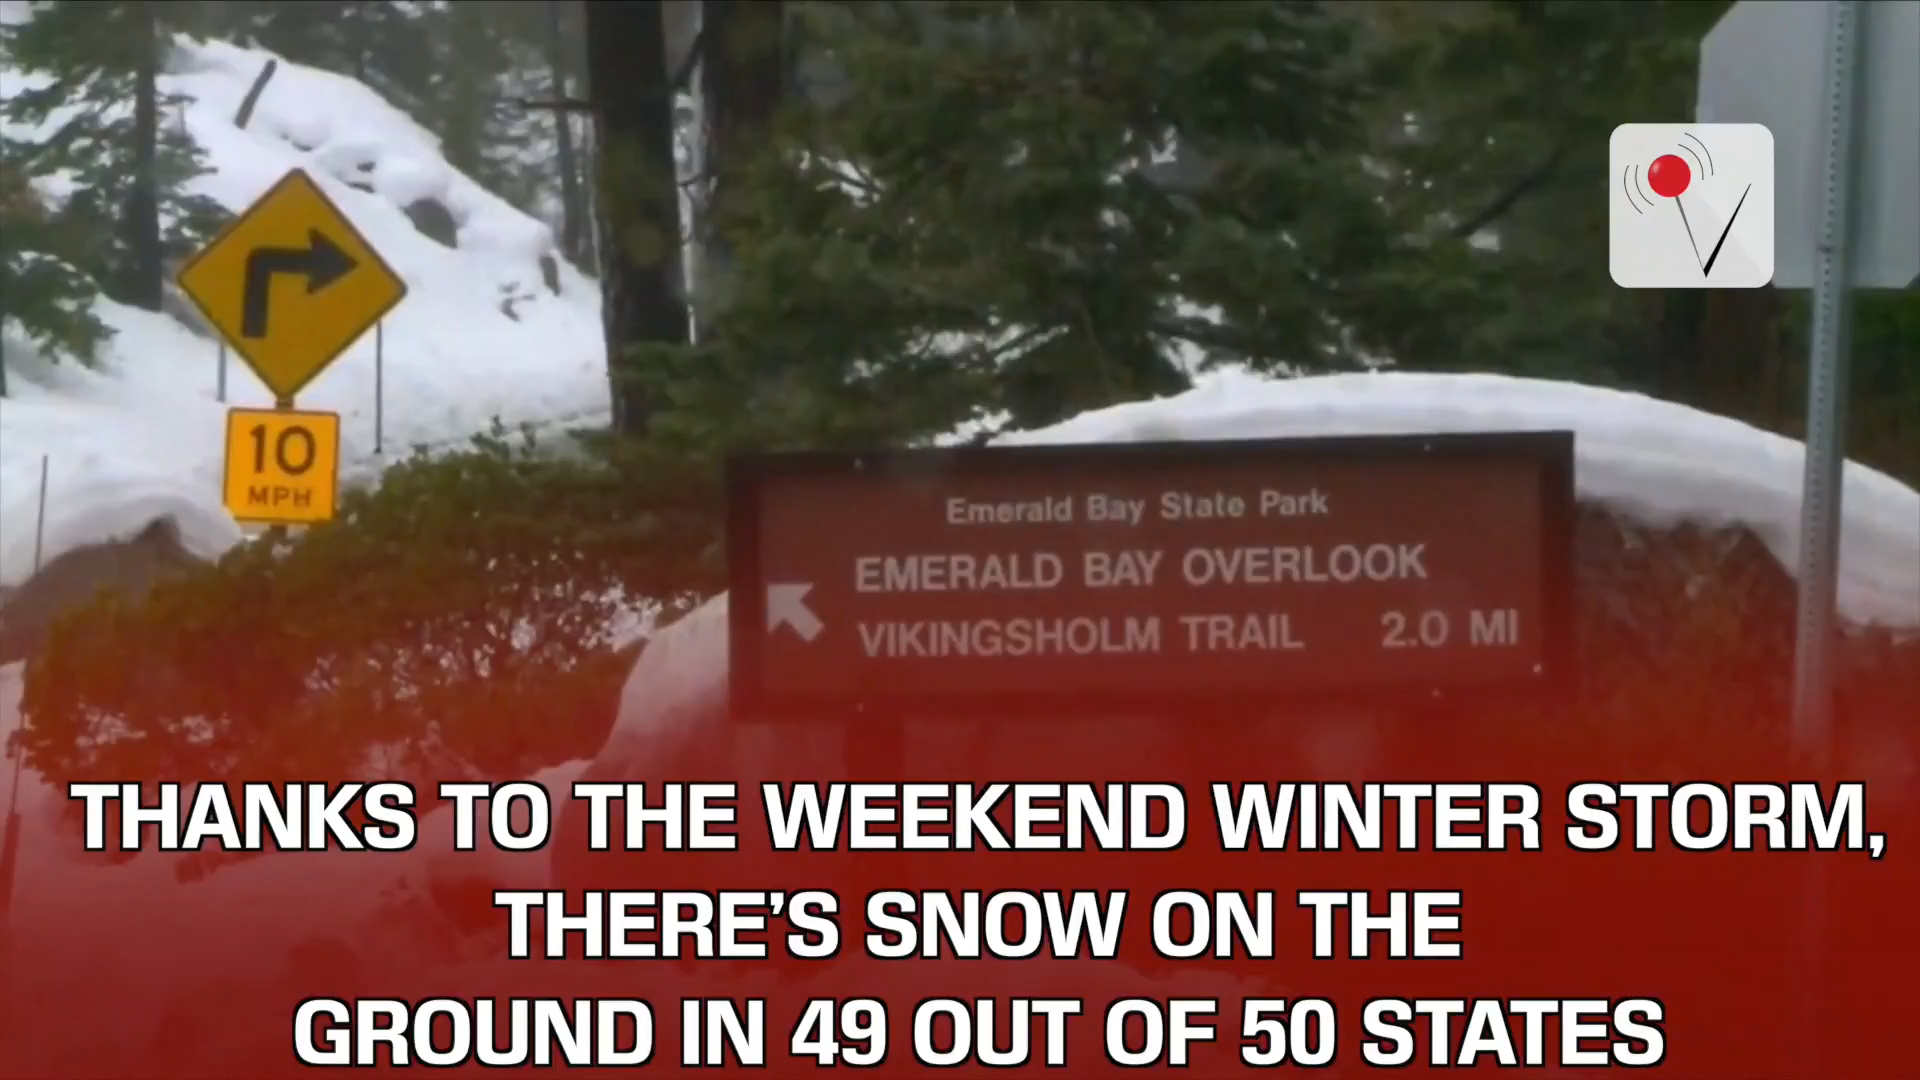 10
MPH
Emerald Bay State Park
EMERALD BAY OVERLOOK
VIKINGSHOLM TRAIL 2.0 MI
THANKS TO THE WEEKEND WINTER STORM,
THERE'S SNOW ON THE
GROUND IN 49 OUT OF 50 STATES